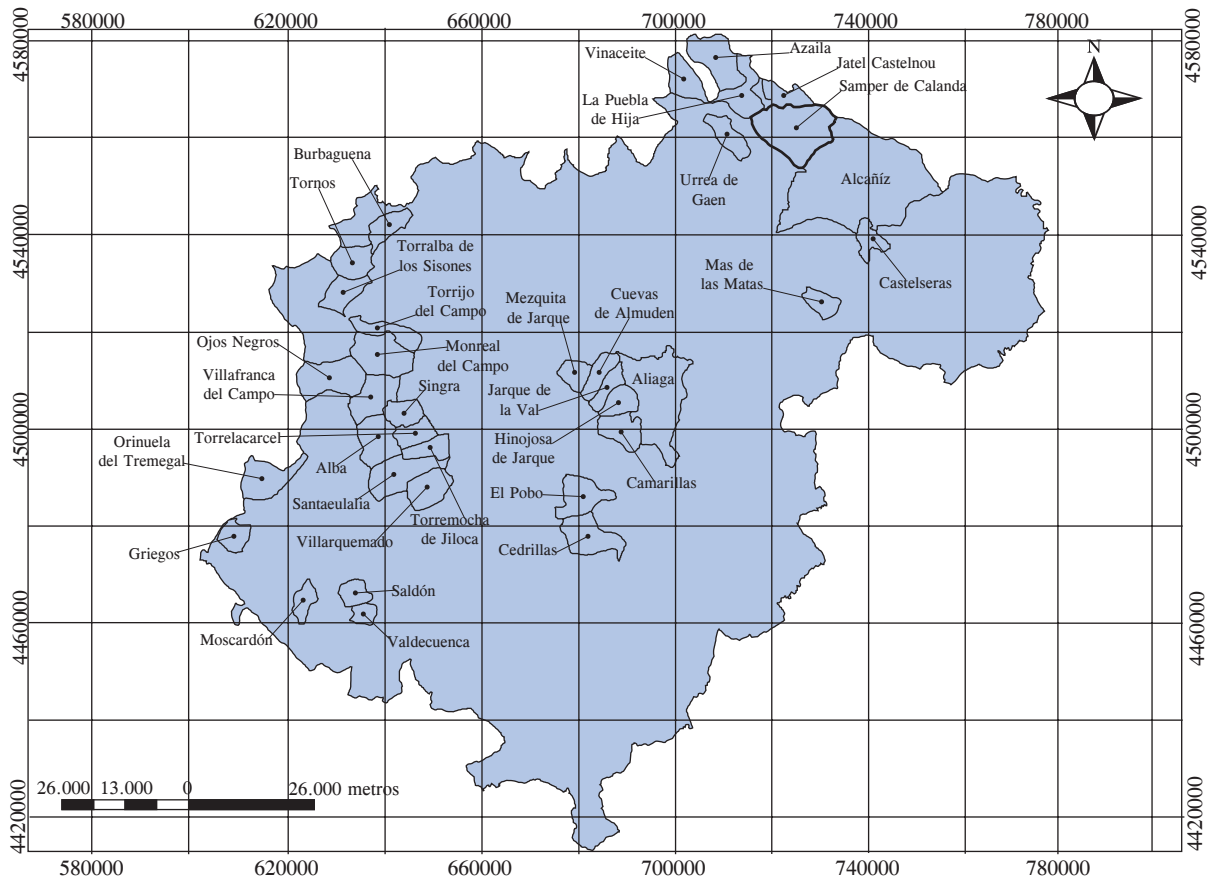 580000 620000 660000 700000 740000 780000
4580000 4580000
N
Vinaceite
Azaila
Jatel Castelnou
Samper de Calanda
La Puebla
de Hija
Burbaguena
Tornos
Urrea de
Gaen
Alcañíz
4540000 4540000
Torralba de
los Sisones
Castelseras
Mas de
las Matas
Torrijo
del Campo
Mezquita
de Jarque
Cuevas
de Almuden
Ojos Negros
Monreal
del Campo
Villafranca
del Campo
Singra
Aliaga
Jarque de
la Val
4500000 4500000
Torrelacarcel
Hinojosa
de Jarque
Orinuela
del Tremegal
Alba
Camarillas
Santaeulalia
El Pobo
Villarquemado
Torremocha
de Jiloca
Griegos
Cedrillas
Saldón
4460000 4460000
Moscardón
Valdecuenca
26.000 13.000 0 26.000 metros
4420000 4420000
580000 620000 660000 700000 740000 780000